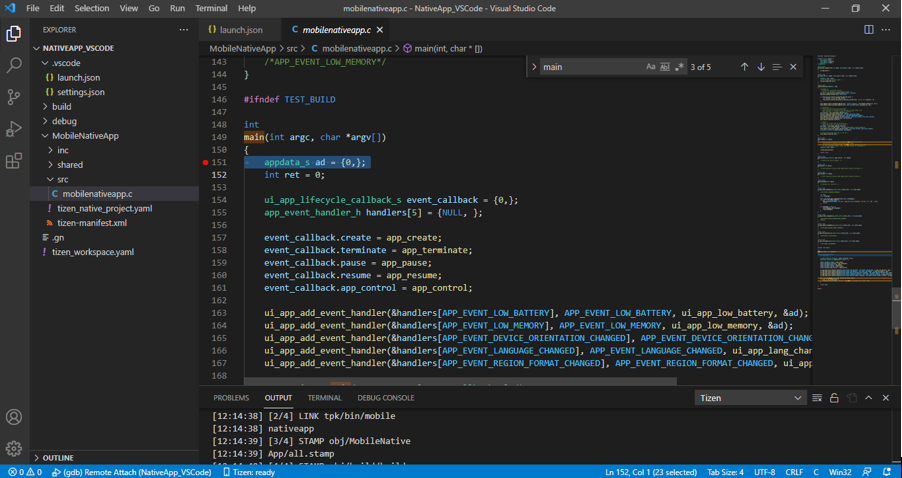 File Edit Selection View Go Run Terminal Help
mobilenativeapp.c - NativeApp_VSCode - Visual Studio Code
EXPLORER
NATIVEAPP_VSCODE
.vscode
launch.json
settings.json
build
debug
MobileNativeApp
inc
shared
src
C mobilenativeapp.c
tizen_native_project.yaml
tizen-manifest.xml
.gn
tizen_workspace.yaml
OUTLINE
launch.json
C mobilenativeapp.c
MobileNativeApp > src > C mobilenativeapp.c > main(int, char * [])
main Aa ab 3 of 5
143 /*APP_EVENT_LOW_MEMORY*/
144 }
145
146 #ifndef TEST_BUILD
147
148 int
149 main(int argc, char *argv[])
150 {
151 appdata_s ad = {0,};
152 int ret = 0;
153
154 ui_app_lifecycle_callback_s event_callback = {0,};
155 app_event_handler_h handlers[5] = {NULL, };
156
157 event_callback.create = app_create;
158 event_callback.terminate = app_terminate;
159 event_callback.pause = app_pause;
160 event_callback.resume = app_resume;
161 event_callback.app_control = app_control;
162
163 ui_app_add_event_handler(&handlers[APP_EVENT_LOW_BATTERY], APP_EVENT_LOW_BATTERY, ui_app_low_battery, &ad);
164 ui_app_add_event_handler(&handlers[APP_EVENT_LOW_MEMORY], APP_EVENT_LOW_MEMORY, ui_app_low_memory, &ad);
165 ui_app_add_event_handler(&handlers[APP_EVENT_DEVICE_ORIENTATION_CHANGED], APP_EVENT_DEVICE_ORIENTATION_CHANG
166 ui_app_add_event_handler(&handlers[APP_EVENT_LANGUAGE_CHANGED], APP_EVENT_LANGUAGE_CHANGED, ui_app_lang_cha
167 ui_app_add_event_handler(&handlers[APP_EVENT_REGION_FORMAT_CHANGED], APP_EVENT_REGION_FORMAT_CHANGED, ui_ap
168
PROBLEMS OUTPUT TERMINAL DEBUG CONSOLE
Tizen
[12:14:38] [2/4] LINK tpk/bin/mobile
[12:14:38] nativeapp
[12:14:39] [3/4] STAMP obj/MobileNative
[12:14:39] App/all.stamp
0 0 (gdb) Remote Attach (NativeApp_VSCode) Tizen: ready
Ln 152, Col 1 (23 selected) Tab Size: 4 UTF-8 CRLF C Win32